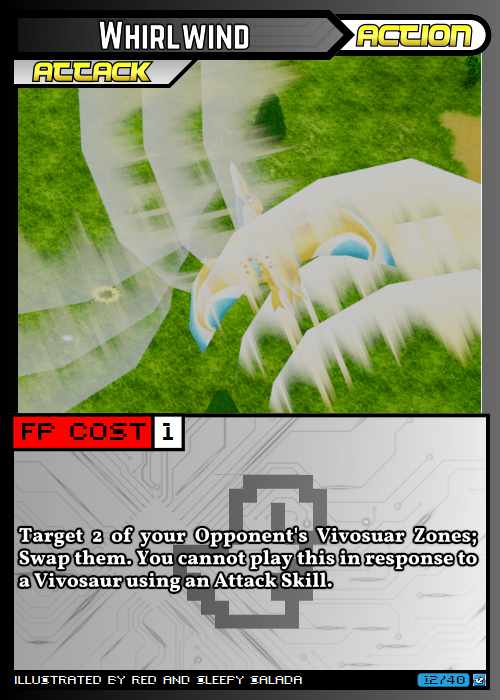 Whirlwind
ACTION
ATTACK
FP COST 1
Target 2 of your Opponent's Vivosuar Zones;
Swap them. You cannot play this in response to
a Vivosaur using an Attack Skill.
ILLUSTRATED BY RED AND SLEEPY SALADA
12/40